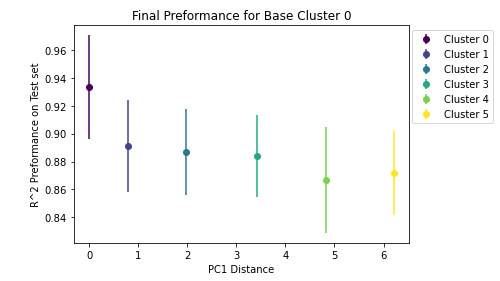 Final Preformance for Base Cluster 0
R^2 Preformance on Test set
0.96
0.94
0.92
0.90
0.88
0.86
0.84
0 1 2 3 4 5 6
PC1 Distance
Cluster 0
Cluster 1
Cluster 2
Cluster 3
Cluster 4
Cluster 5